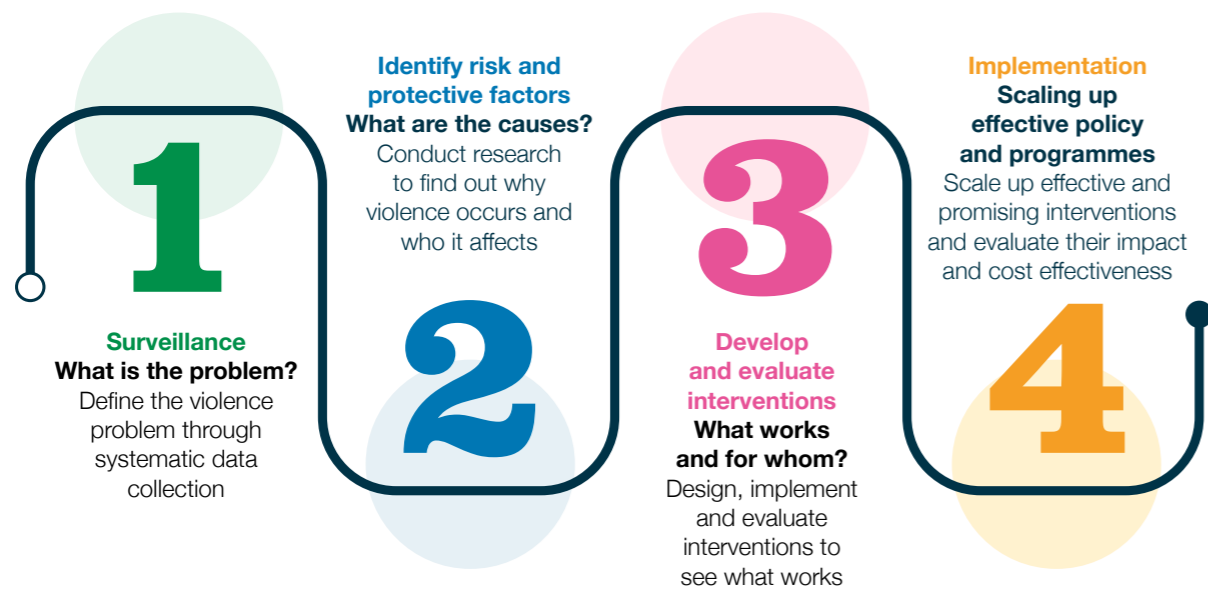 1
Surveillance
What is the problem?
Define the violence
problem through
systematic data
collection
Identify risk and
protective factors
What are the causes?
Conduct research
to find out why
violence occurs and
who it affects
2
3
Develop
and evaluate
interventions
What works
and for whom?
Design, implement
and evaluate
interventions to
see what works
Implementation
Scaling up
effective policy
and programmes
Scale up effective and
promising interventions
and evaluate their impact
and cost effectiveness
4